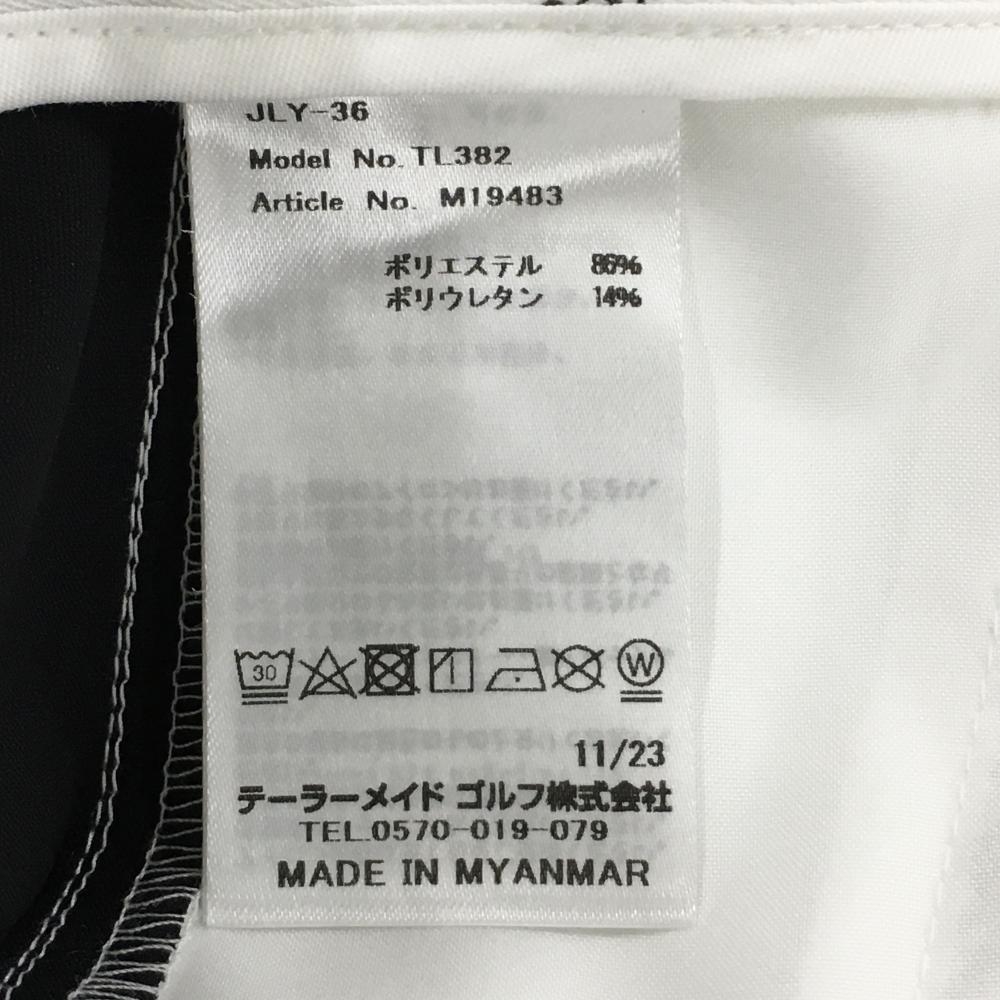 JLY-36
Model No. TL382
Article No. M19483
ポリエステル 86%
ポリウレタン 14%
30
W
11/23
テーラーメイド ゴルフ株式会社
TEL.0570-019-079
MADE IN MYANMAR